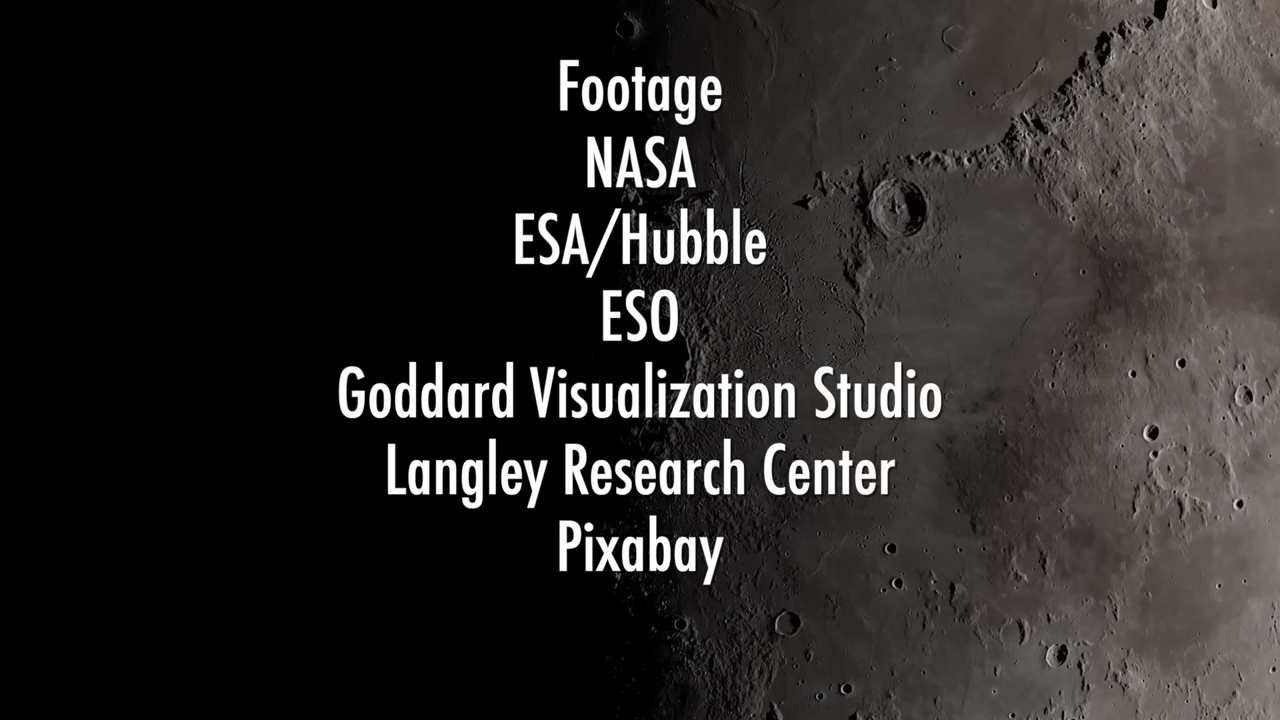 Footage
NASA
ESA/Hubble
ESO
Goddard Visualization Studio
Langley Research Center
Pixabay